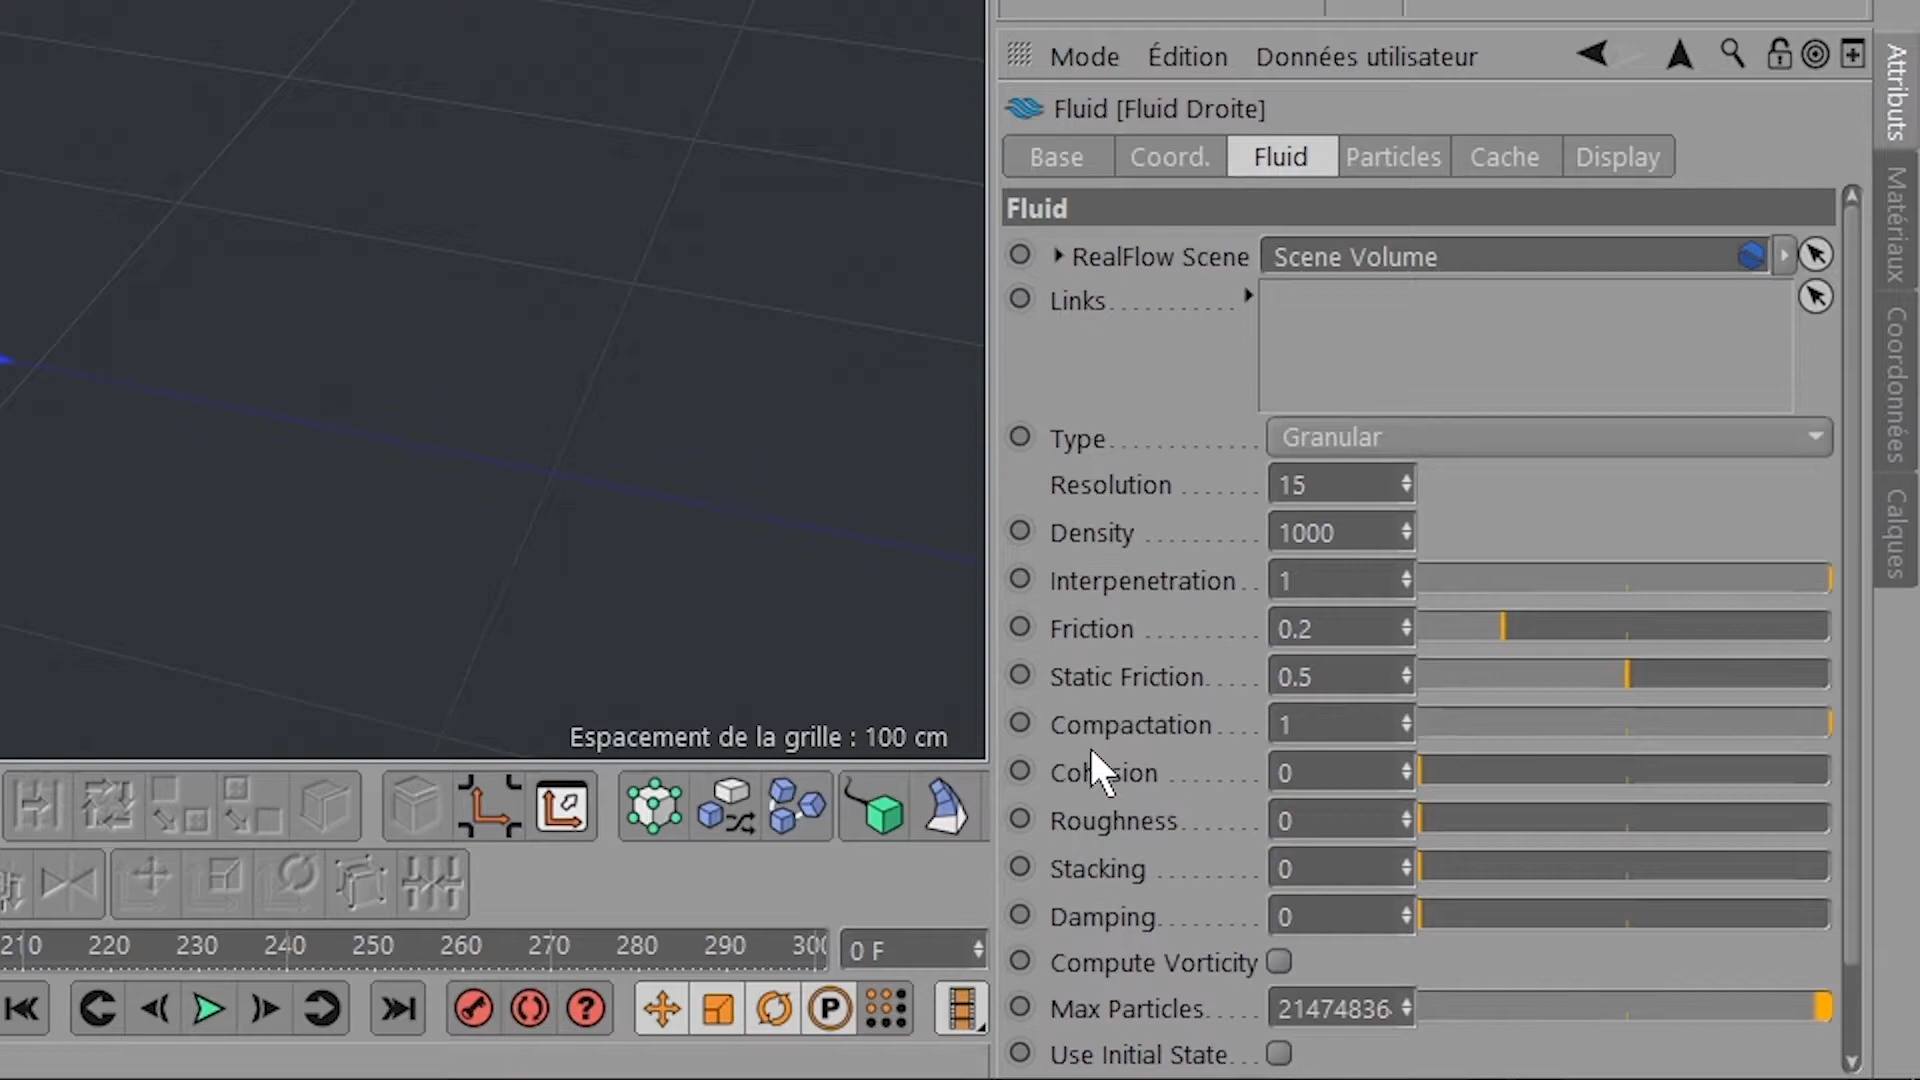 Mode Édition Données utilisateur
Fluid [Fluid Droite]
Base Coord. Fluid Particles Cache Display
Fluid
RealFlow Scene Scene Volume
Links
Type Granular
Resolution 15
Density 1000
Interpenetration 1
Friction 0.2
Static Friction 0.5
Compactation 1
Cohesion 0
Roughness 0
Stacking 0
Damping 0
Compute Vorticity
Max Particles 21474836
Use Initial State
Attributs
Matériaux
Coordonnées
Calques
Espacement de la grille : 100 cm
210 220 230 240 250 260 270 280 290 300 0 F
? P